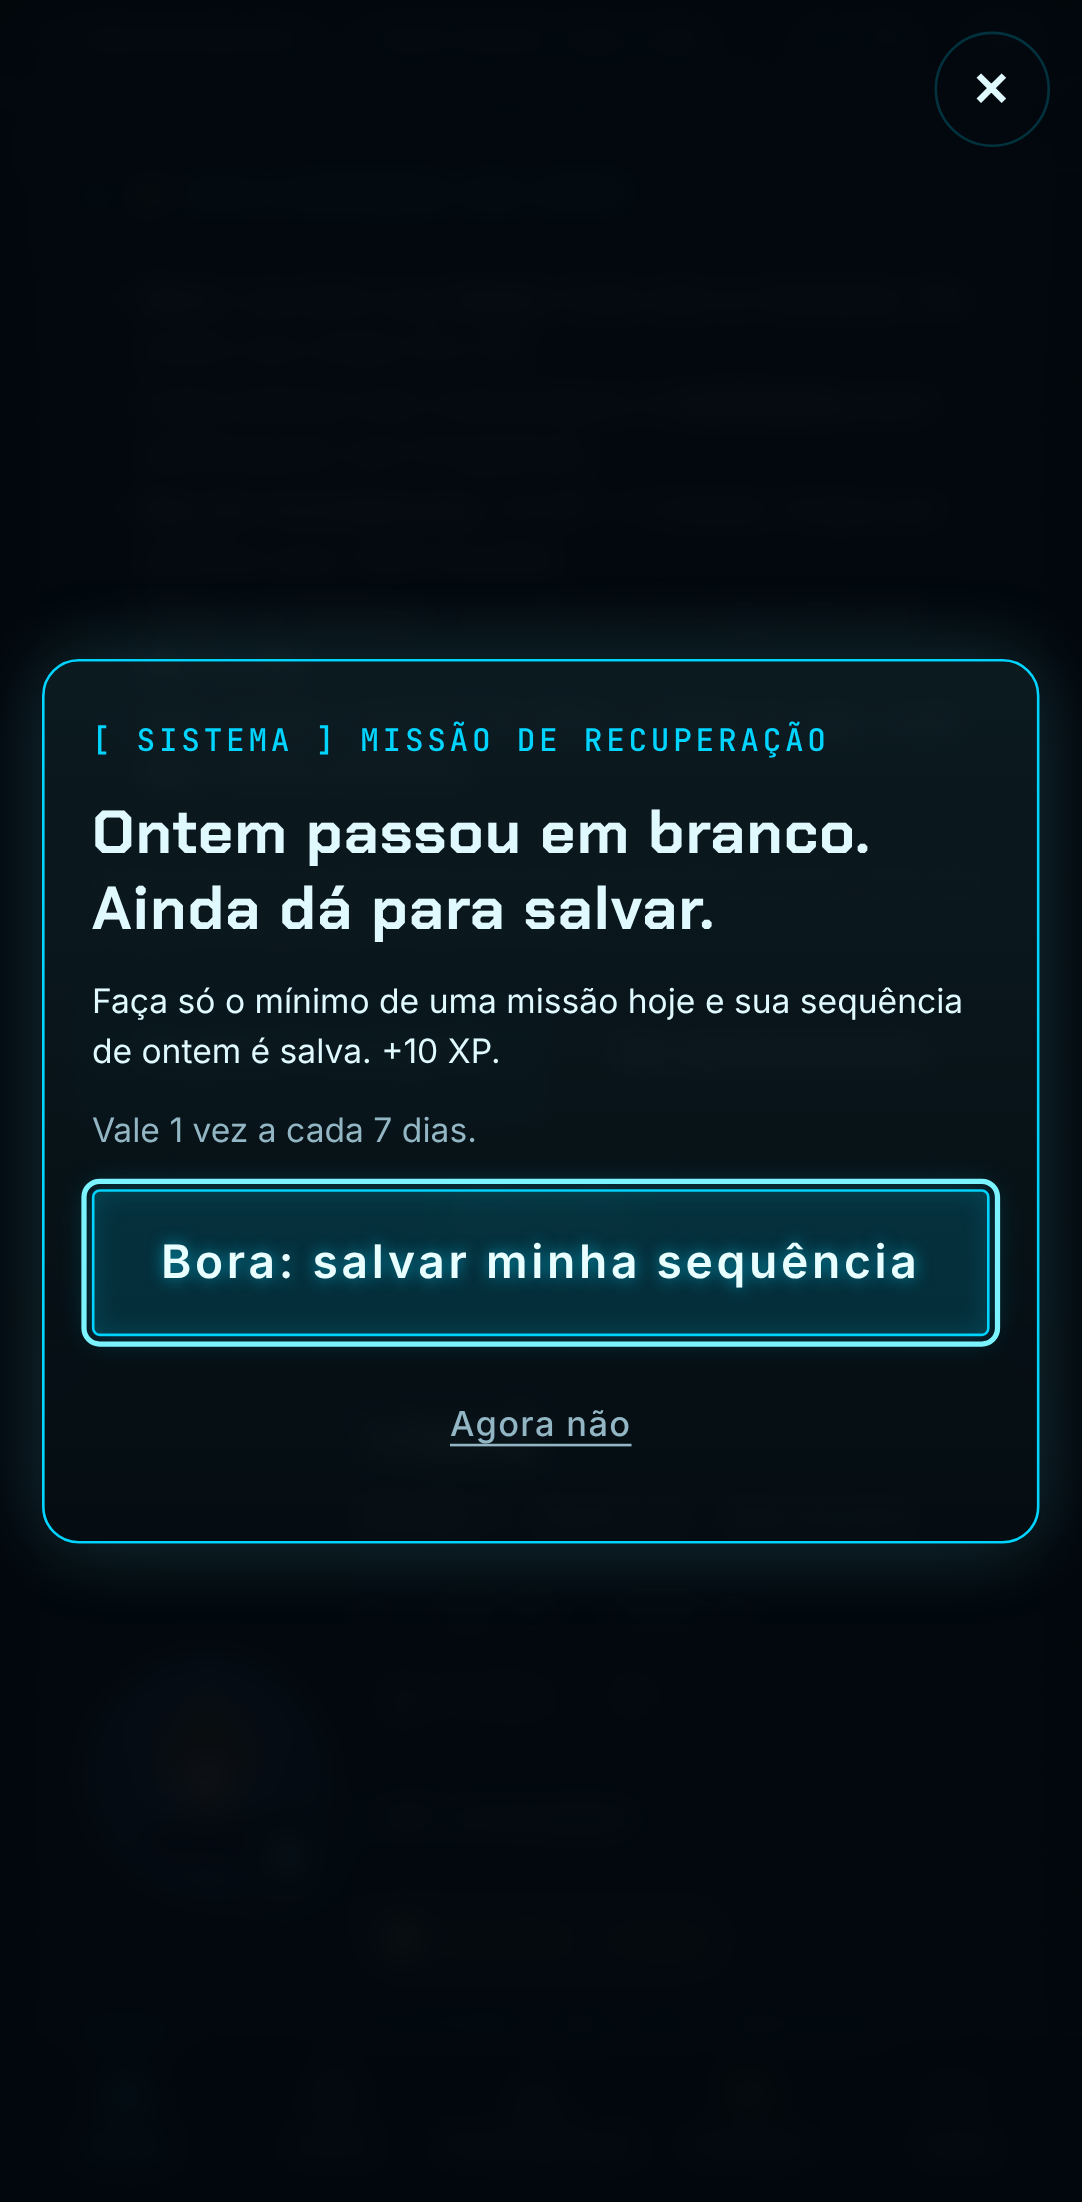 [ SISTEMA ] MISSÃO DE RECUPERAÇÃO
Ontem passou em branco.
Ainda dá para salvar.
Faça só o mínimo de uma missão hoje e sua sequência
de ontem é salva. +10 XP.
Vale 1 vez a cada 7 dias.
Bora: salvar minha sequência
Agora não